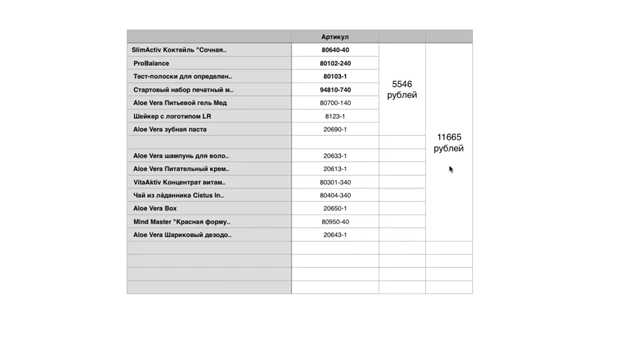 Артикул
SlimActiv Коктейль "Сочная.. 80640-40
ProBalance 80102-240
Тест-полоски для определен.. 80103-1
Стартовый набор печатный м.. 94810-740
Aloe Vera Питьевой гель Мед 80700-140
Шейкер с логотипом LR 8123-1
Aloe Vera зубная паста 20690-1
5546
рублей
Aloe Vera шампунь для воло.. 20633-1
Aloe Vera Питательный крем.. 20613-1
VitaAktiv Концентрат витам.. 80301-340
Чай из ла́данника Cistus In.. 80404-340
Aloe Vera Box 20650-1
Mind Master "Красная форму.. 80950-40
Aloe Vera Шариковый дезодо.. 20643-1
11665
рублей